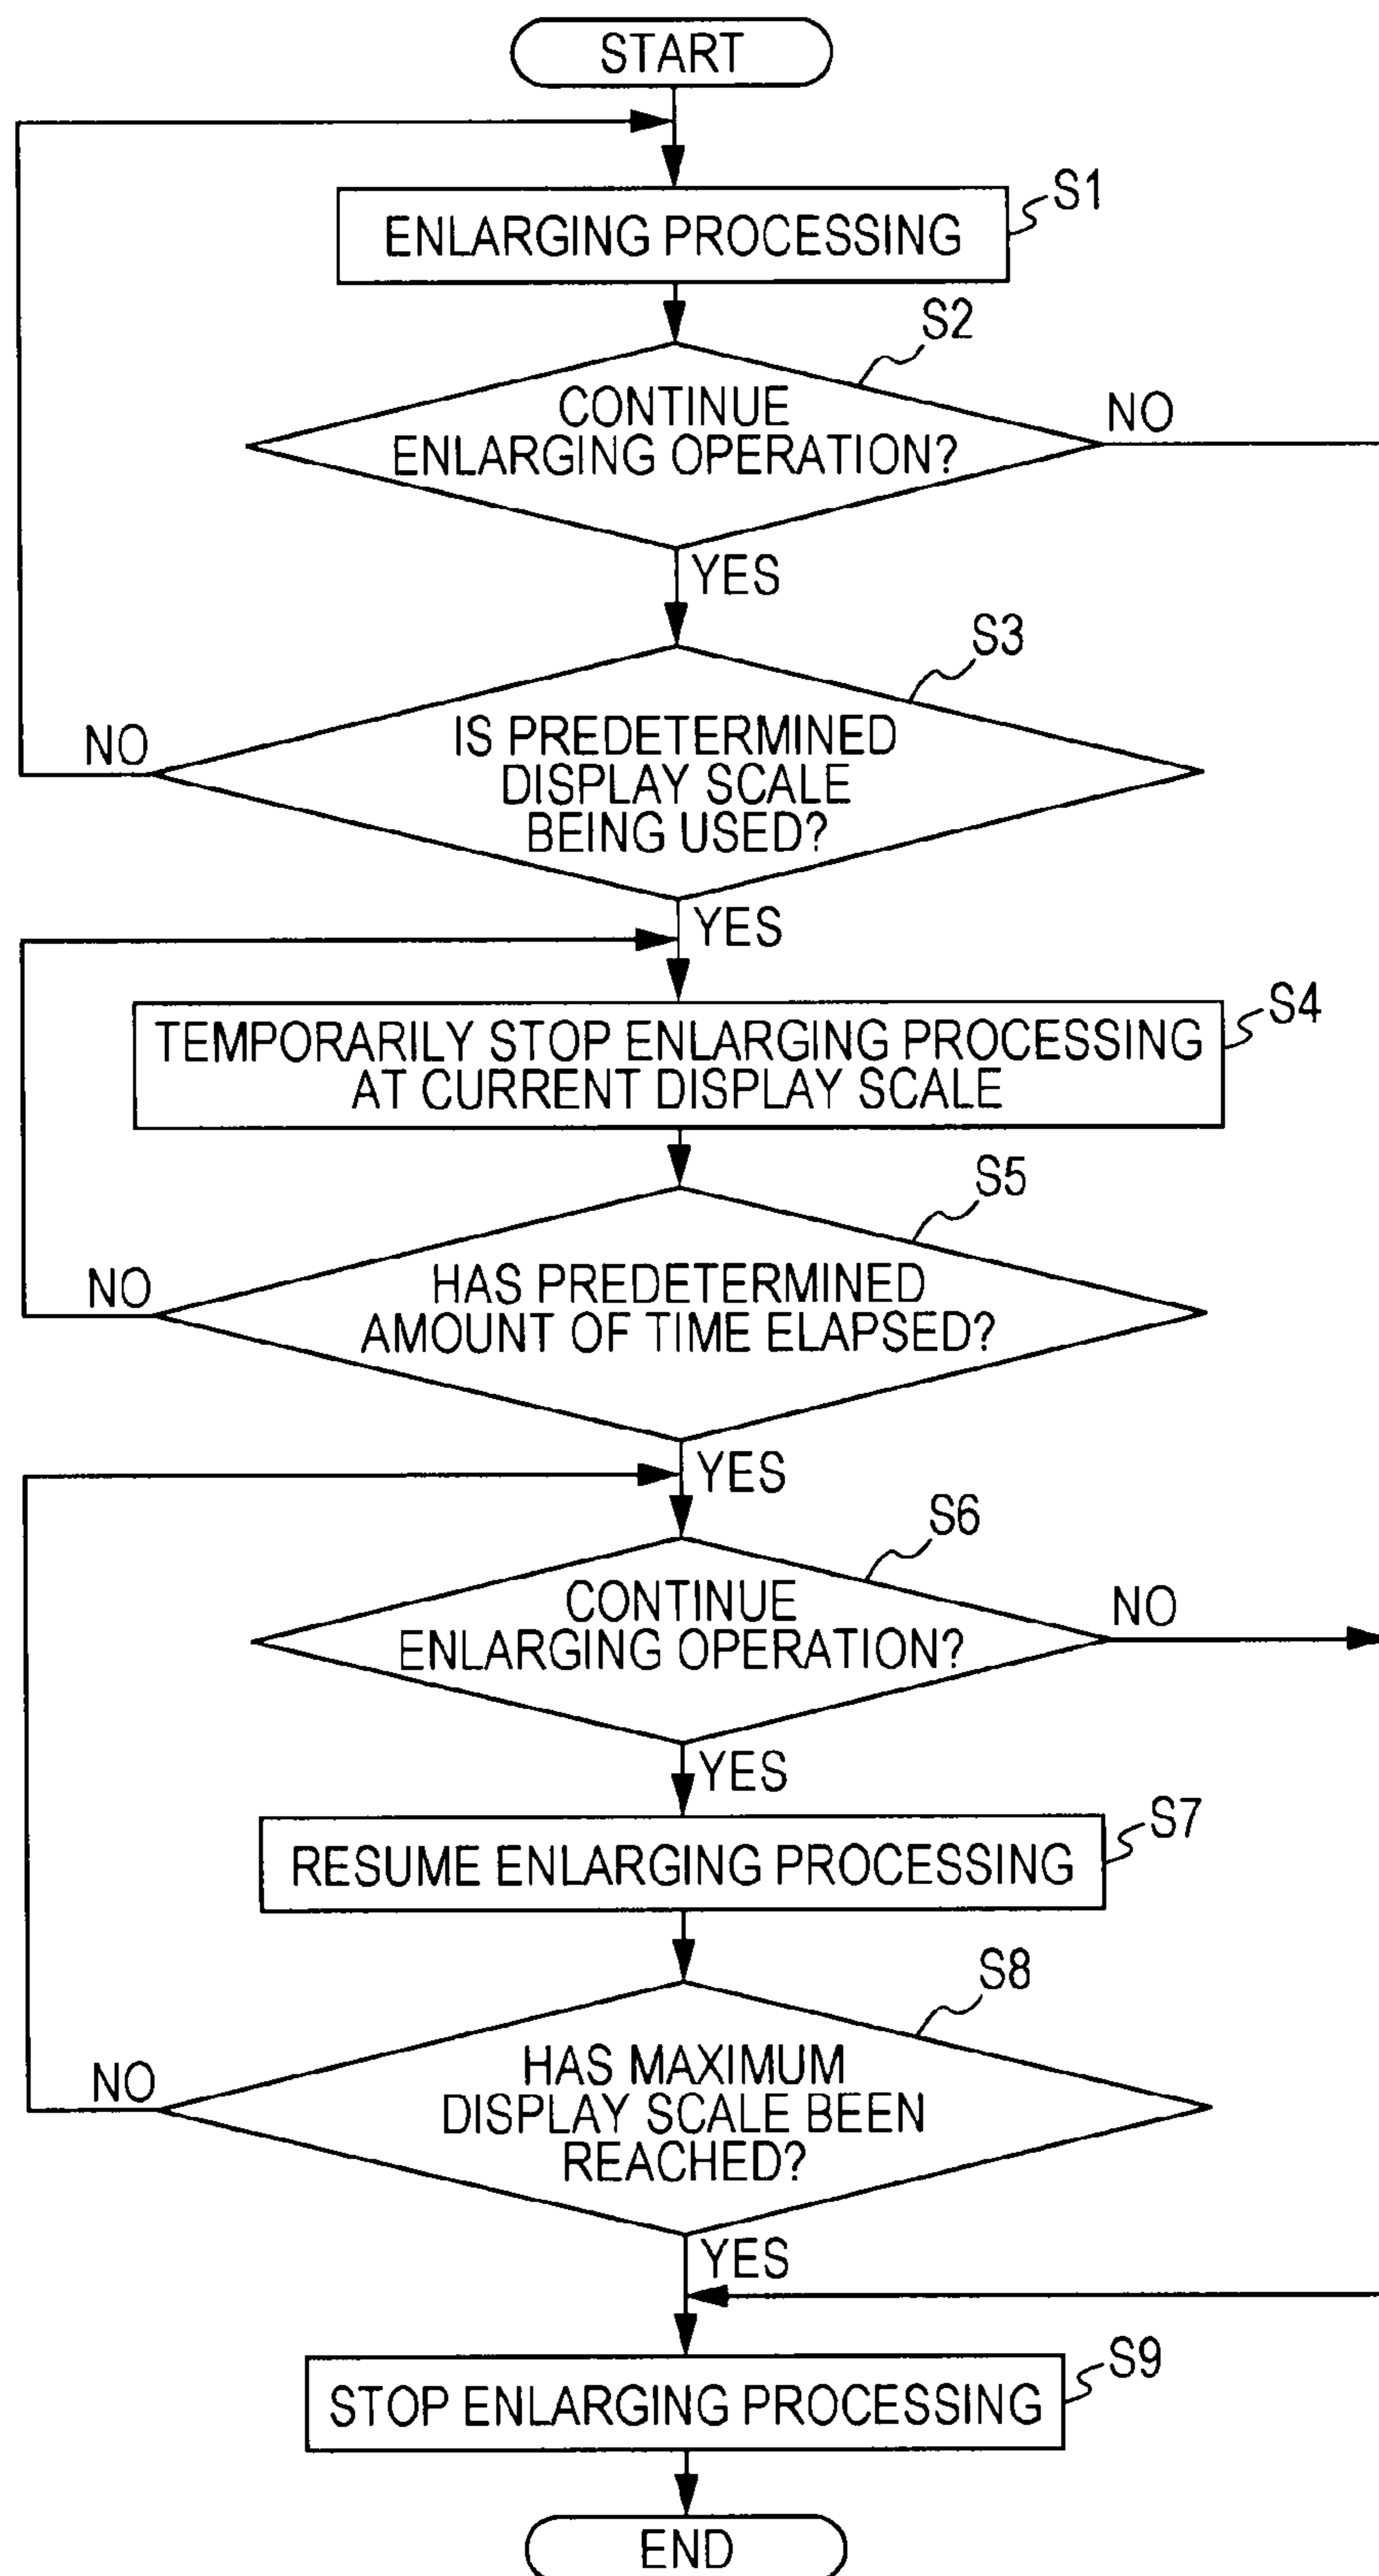 START
ENLARGING PROCESSING
S1
S2
CONTINUE
ENLARGING OPERATION?
NO
YES
S3
NO
IS PREDETERMINED
DISPLAY SCALE
BEING USED?
YES
S4
TEMPORARILY STOP ENLARGING PROCESSING
AT CURRENT DISPLAY SCALE
S5
NO
HAS PREDETERMINED
AMOUNT OF TIME ELAPSED?
YES
S6
CONTINUE
ENLARGING OPERATION?
NO
YES
S7
RESUME ENLARGING PROCESSING
S8
NO
HAS MAXIMUM
DISPLAY SCALE BEEN
REACHED?
YES
S9
STOP ENLARGING PROCESSING
END